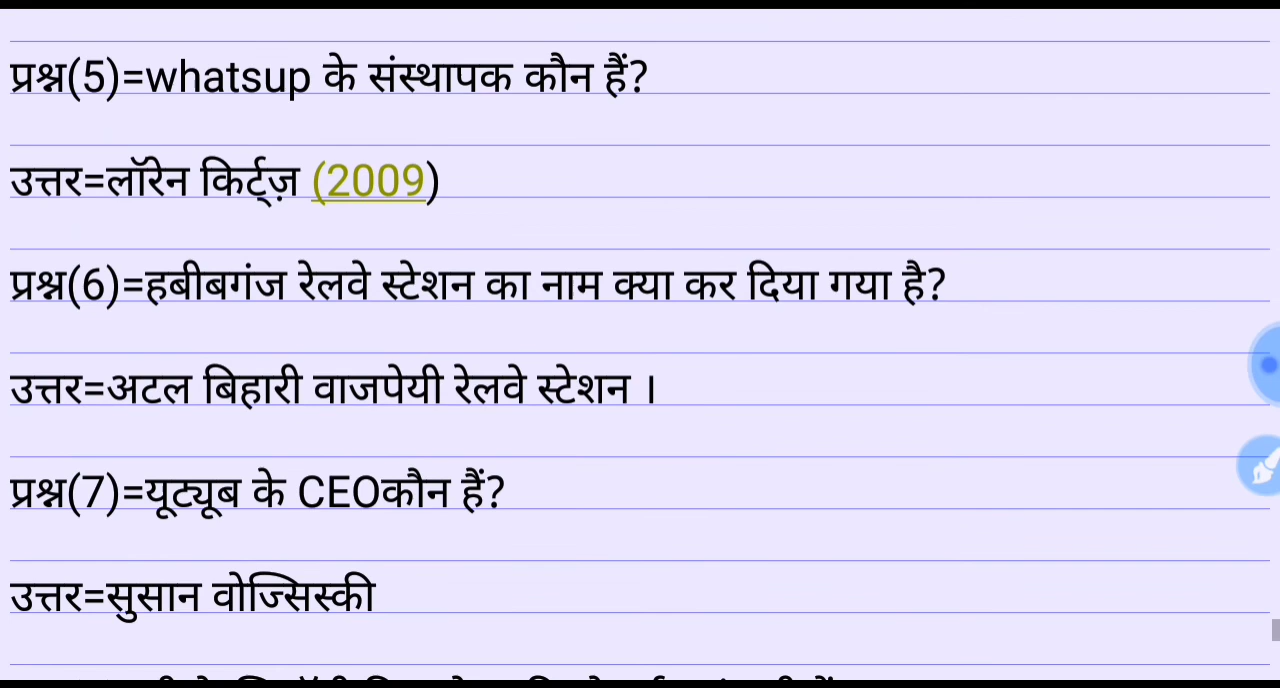 प्रश्न(5)=whatsup के संस्थापक कौन हैं?
उत्तर=लॉरेन किर्ट्ज़ (2009)
प्रश्न(6)=हबीबगंज रेलवे स्टेशन का नाम क्या कर दिया गया है?
उत्तर=अटल बिहारी वाजपेयी रेलवे स्टेशन ।
प्रश्न(7)=यूट्यूब के CEOकौन हैं?
उत्तर=सुसान वोज्सिस्की